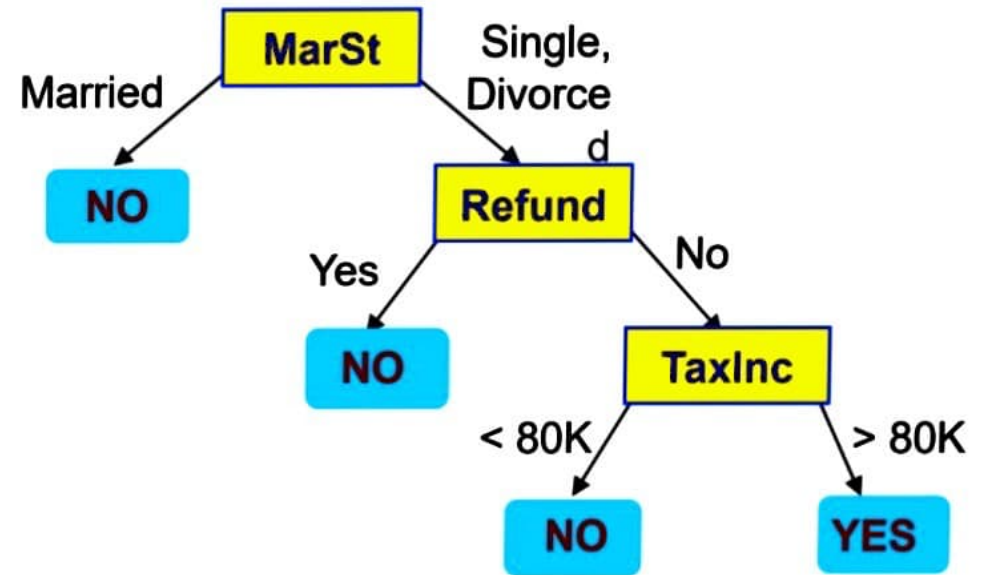 MarSt
Single,
Married
Divorce
d
NO
Refund
Yes
No
NO
TaxInc
< 80K
> 80K
NO
YES